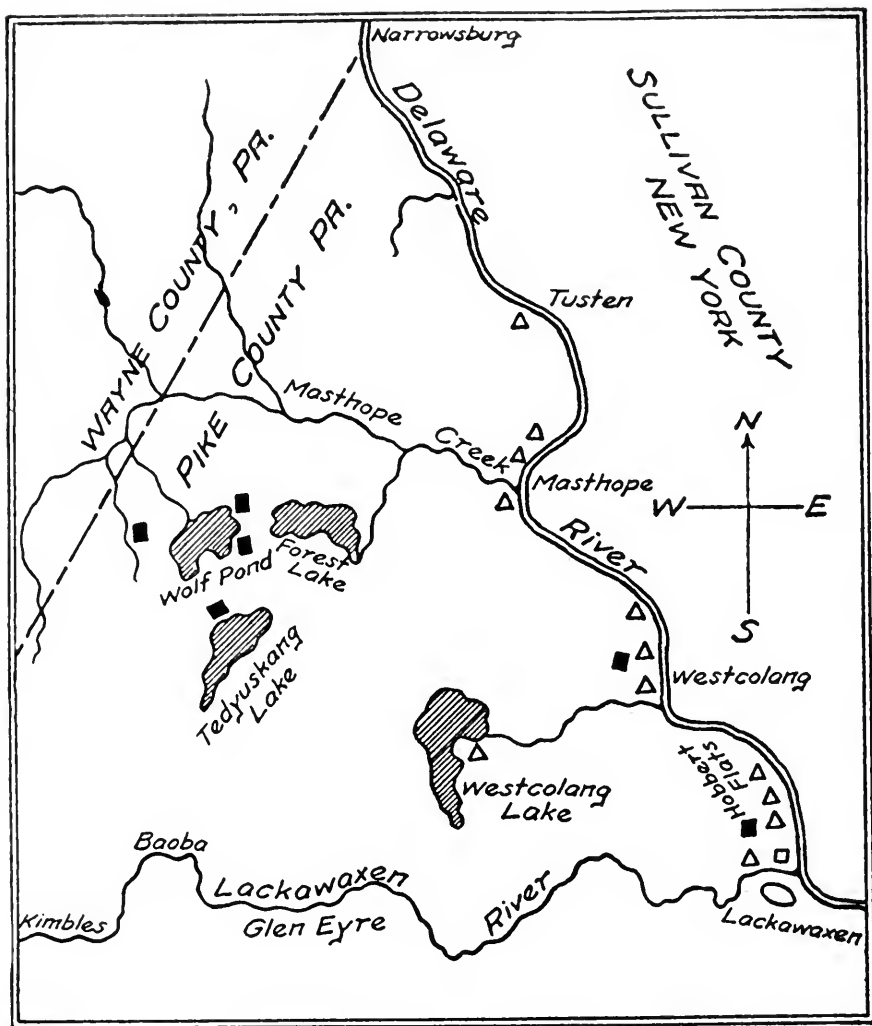 Narrowsburg
Delaware
SULLIVAN COUNTY
NEW YORK
WAYNE COUNTY, PA.
PIKE COUNTY PA.
Tusten
Masthope
Creek
Masthope
N
W E
S
River
Forest
Lake
Wolf Pond
Tedyuskang
Lake
Westcolang
Hobbert
Flats
Westcolang
Lake
Baoba
Lackawaxen
River
Kimbles
Glen Eyre
Lackawaxen